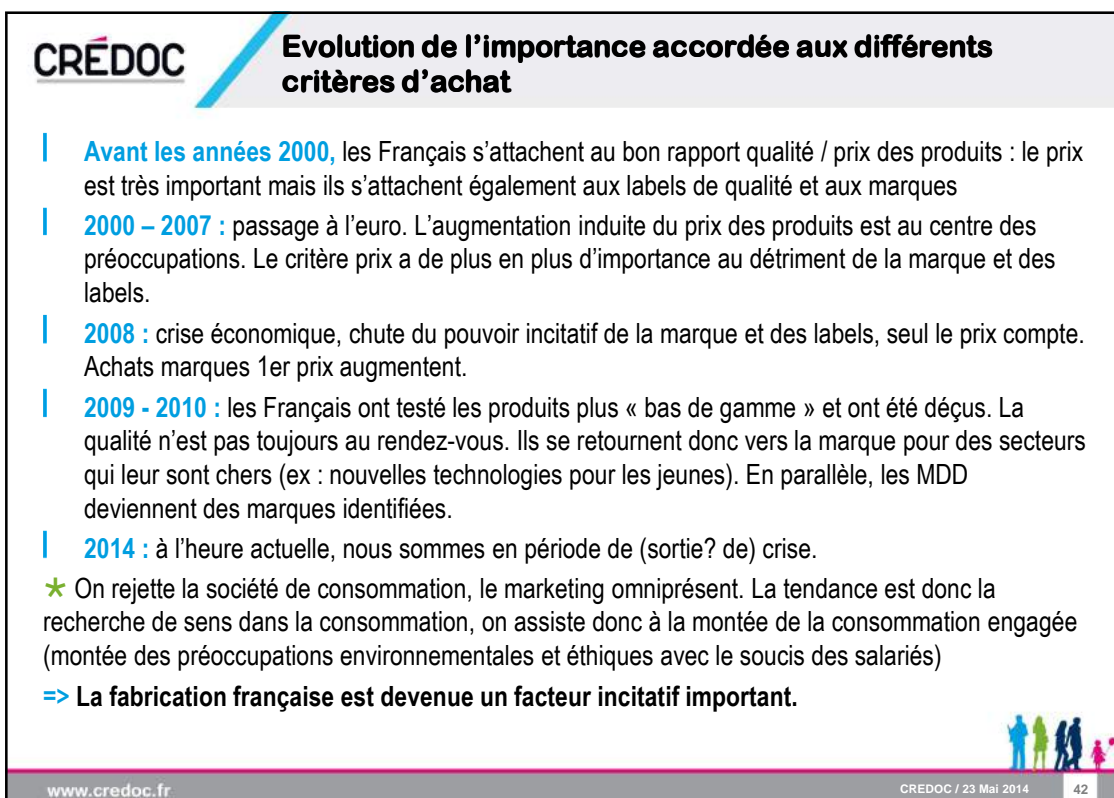 CRÉDOC
Evolution de l’importance accordée aux différents
critères d’achat
Avant les années 2000, les Français s’attachent au bon rapport qualité / prix des produits : le prix
est très important mais ils s’attachent également aux labels de qualité et aux marques
2000 – 2007 : passage à l’euro. L’augmentation induite du prix des produits est au centre des
préoccupations. Le critère prix a de plus en plus d’importance au détriment de la marque et des
labels.
2008 : crise économique, chute du pouvoir incitatif de la marque et des labels, seul le prix compte.
Achats marques 1er prix augmentent.
2009 - 2010 : les Français ont testé les produits plus « bas de gamme » et ont été déçus. La
qualité n’est pas toujours au rendez-vous. Ils se retournent donc vers la marque pour des secteurs
qui leur sont chers (ex : nouvelles technologies pour les jeunes). En parallèle, les MDD
deviennent des marques identifiées.
2014 : à l’heure actuelle, nous sommes en période de (sortie? de) crise.
On rejette la société de consommation, le marketing omniprésent. La tendance est donc la
recherche de sens dans la consommation, on assiste donc à la montée de la consommation engagée
(montée des préoccupations environnementales et éthiques avec le soucis des salariés)
=> La fabrication française est devenue un facteur incitatif important.
www.credoc.fr
CREDOC / 23 Mai 2014
42